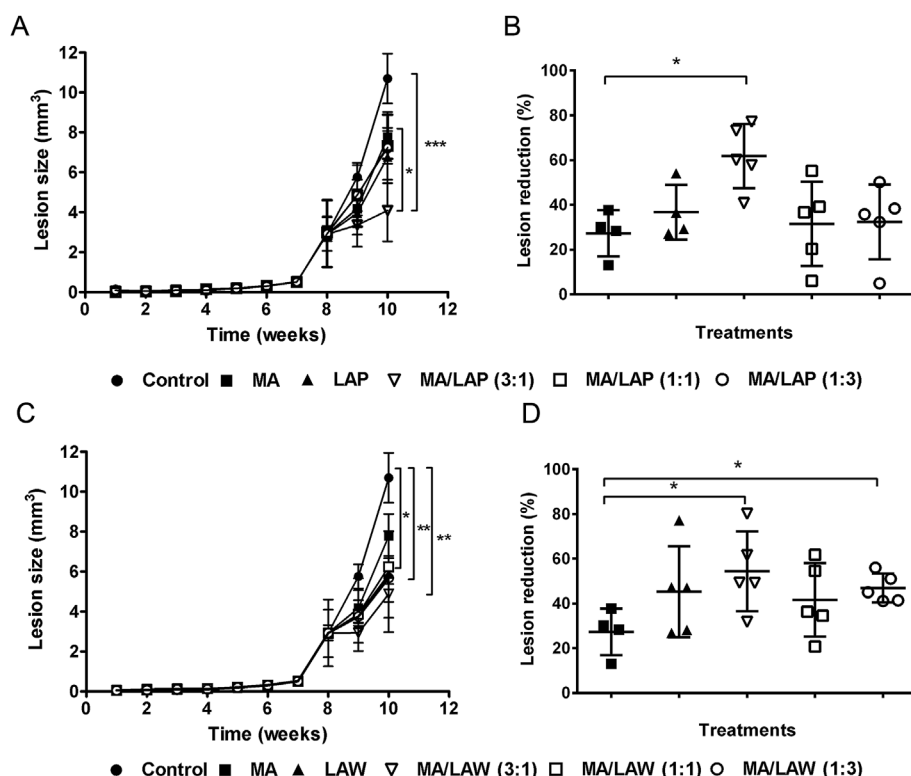 A
Lesion size (mm³)
12
10
8
6
4
2
0
0 2 4 6 8 10 12
Time (weeks)
*
***
B
Lesion reduction (%)
100
80
60
40
20
0
*
Treatments
Control MA LAP MA/LAP (3:1) MA/LAP (1:1) MA/LAP (1:3)
C
Lesion size (mm³)
12
10
8
6
4
2
0
0 2 4 6 8 10 12
Time (weeks)
*
**
**
D
Lesion reduction (%)
100
80
60
40
20
0
*
*
Treatments
Control MA LAW MA/LAW (3:1) MA/LAW (1:1) MA/LAW (1:3)